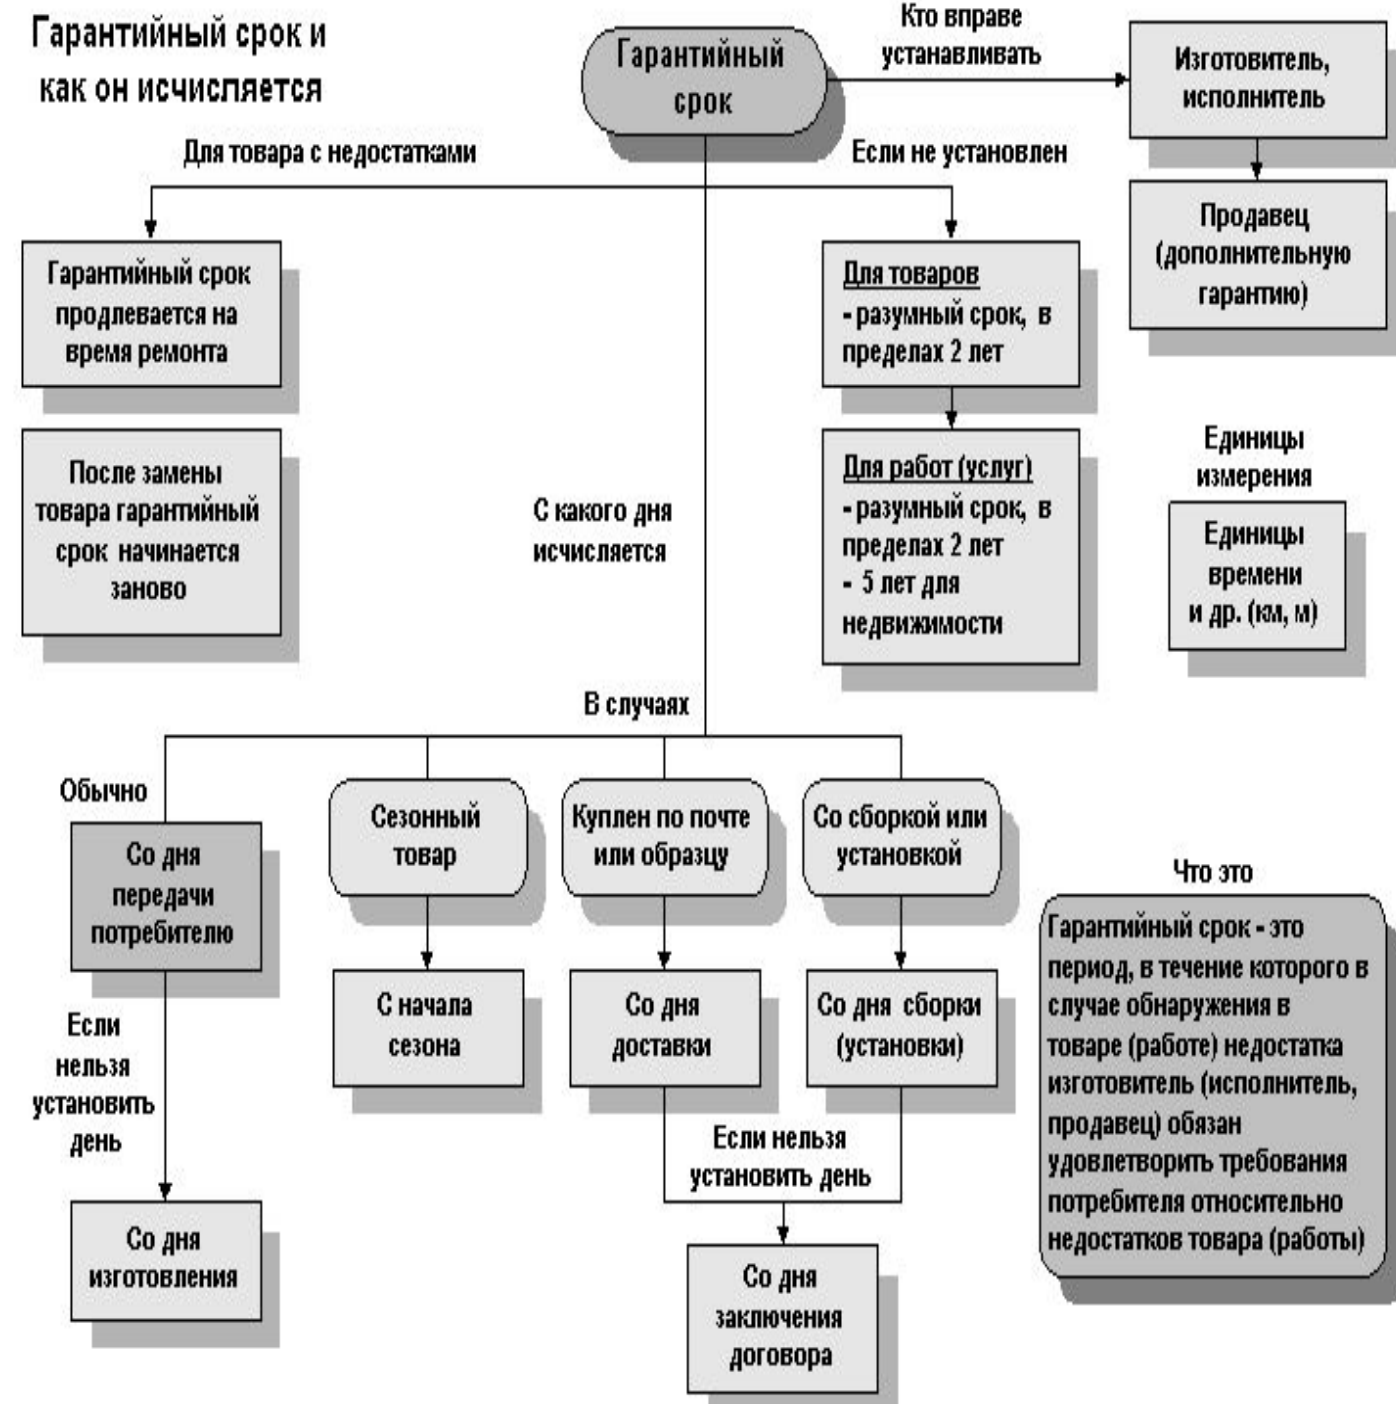 Гарантийный срок и
как он исчисляется
Гарантийный
срок
Кто вправе
устанавливать
Изготовитель,
исполнитель
Продавец
(дополнительную
гарантию)
Для товара с недостатками
Если не установлен
Гарантийный срок
продлевается на
время ремонта
После замены
товара гарантийный
срок начинается
заново
Для товаров
- разумный срок, в
пределах 2 лет
Для работ (услуг)
- разумный срок, в
пределах 2 лет
- 5 лет для
недвижимости
Единицы
измерения
Единицы
времени
и др. (км, м)
С какого дня
исчисляется
В случаях
Обычно
Со дня
передачи
потребителю
Если
нельзя
установить
день
Со дня
изготовления
Сезонный
товар
С начала
сезона
Куплен по почте
или образцу
Со дня
доставки
Со сборкой или
установкой
Со дня сборки
(установки)
Если нельзя
установить день
Со дня
заключения
договора
Что это
Гарантийный срок - это
период, в течение которого в
случае обнаружения в
товаре (работе) недостатка
изготовитель (исполнитель,
продавец) обязан
удовлетворить требования
потребителя относительно
недостатков товара (работы)